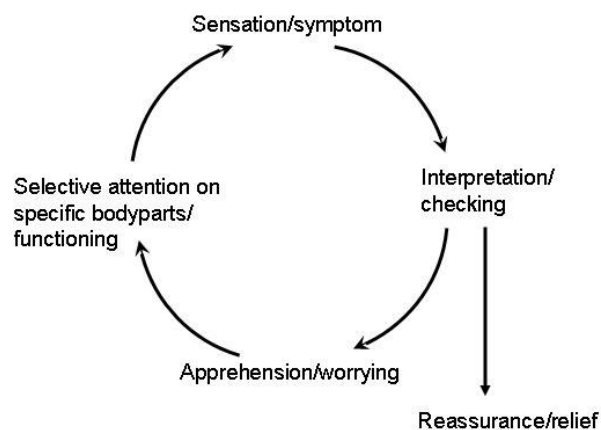 Sensation/symptom
Interpretation/
checking
Selective attention on
specific bodyparts/
functioning
Apprehension/worrying
Reassurance/relief